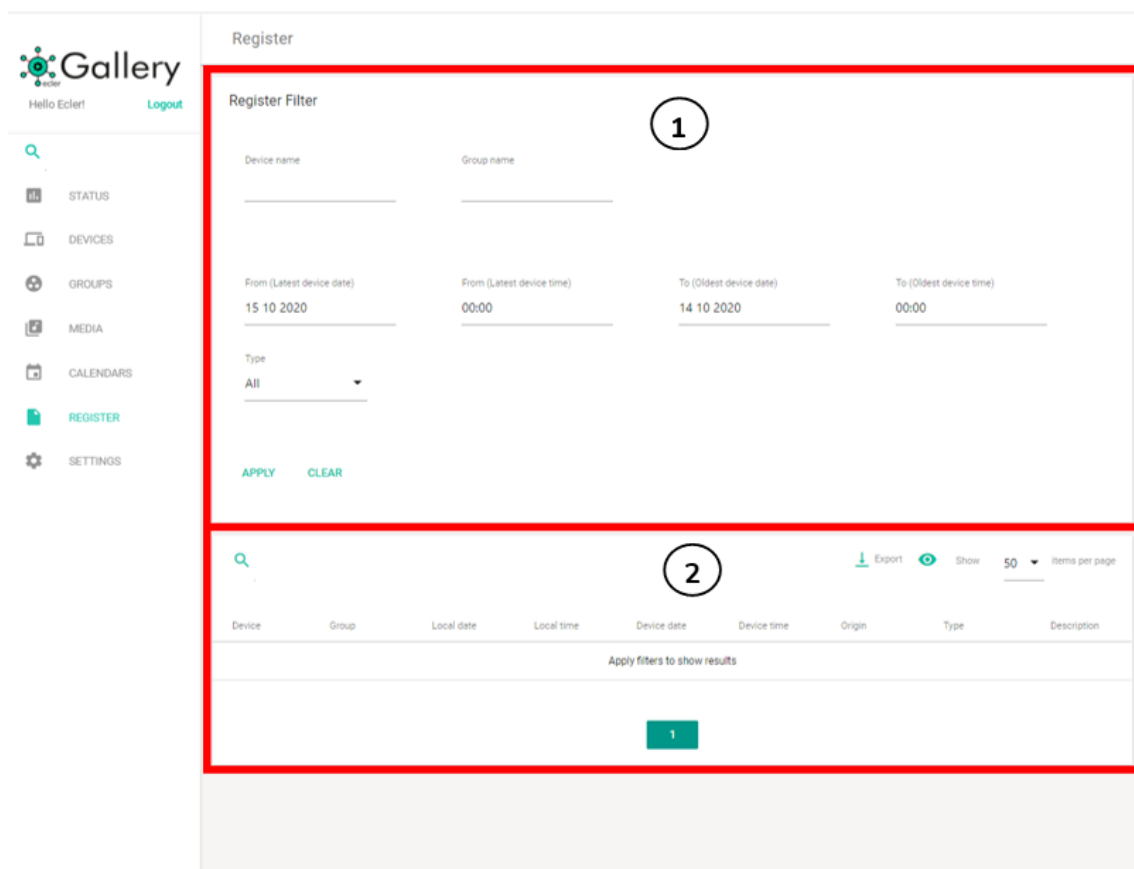 Register
Gallery
ecler
Hello Ecler! Logout
STATUS
DEVICES
GROUPS
MEDIA
CALENDARS
REGISTER
SETTINGS
Register Filter
1
Device name Group name
From (Latest device date) From (Latest device time) To (Oldest device date) To (Oldest device time)
15 10 2020 00:00 14 10 2020 00:00
Type
All
APPLY CLEAR
2
Export Show 50 items per page
Device Group Local date Local time Device date Device time Origin Type Description
Apply filters to show results
1